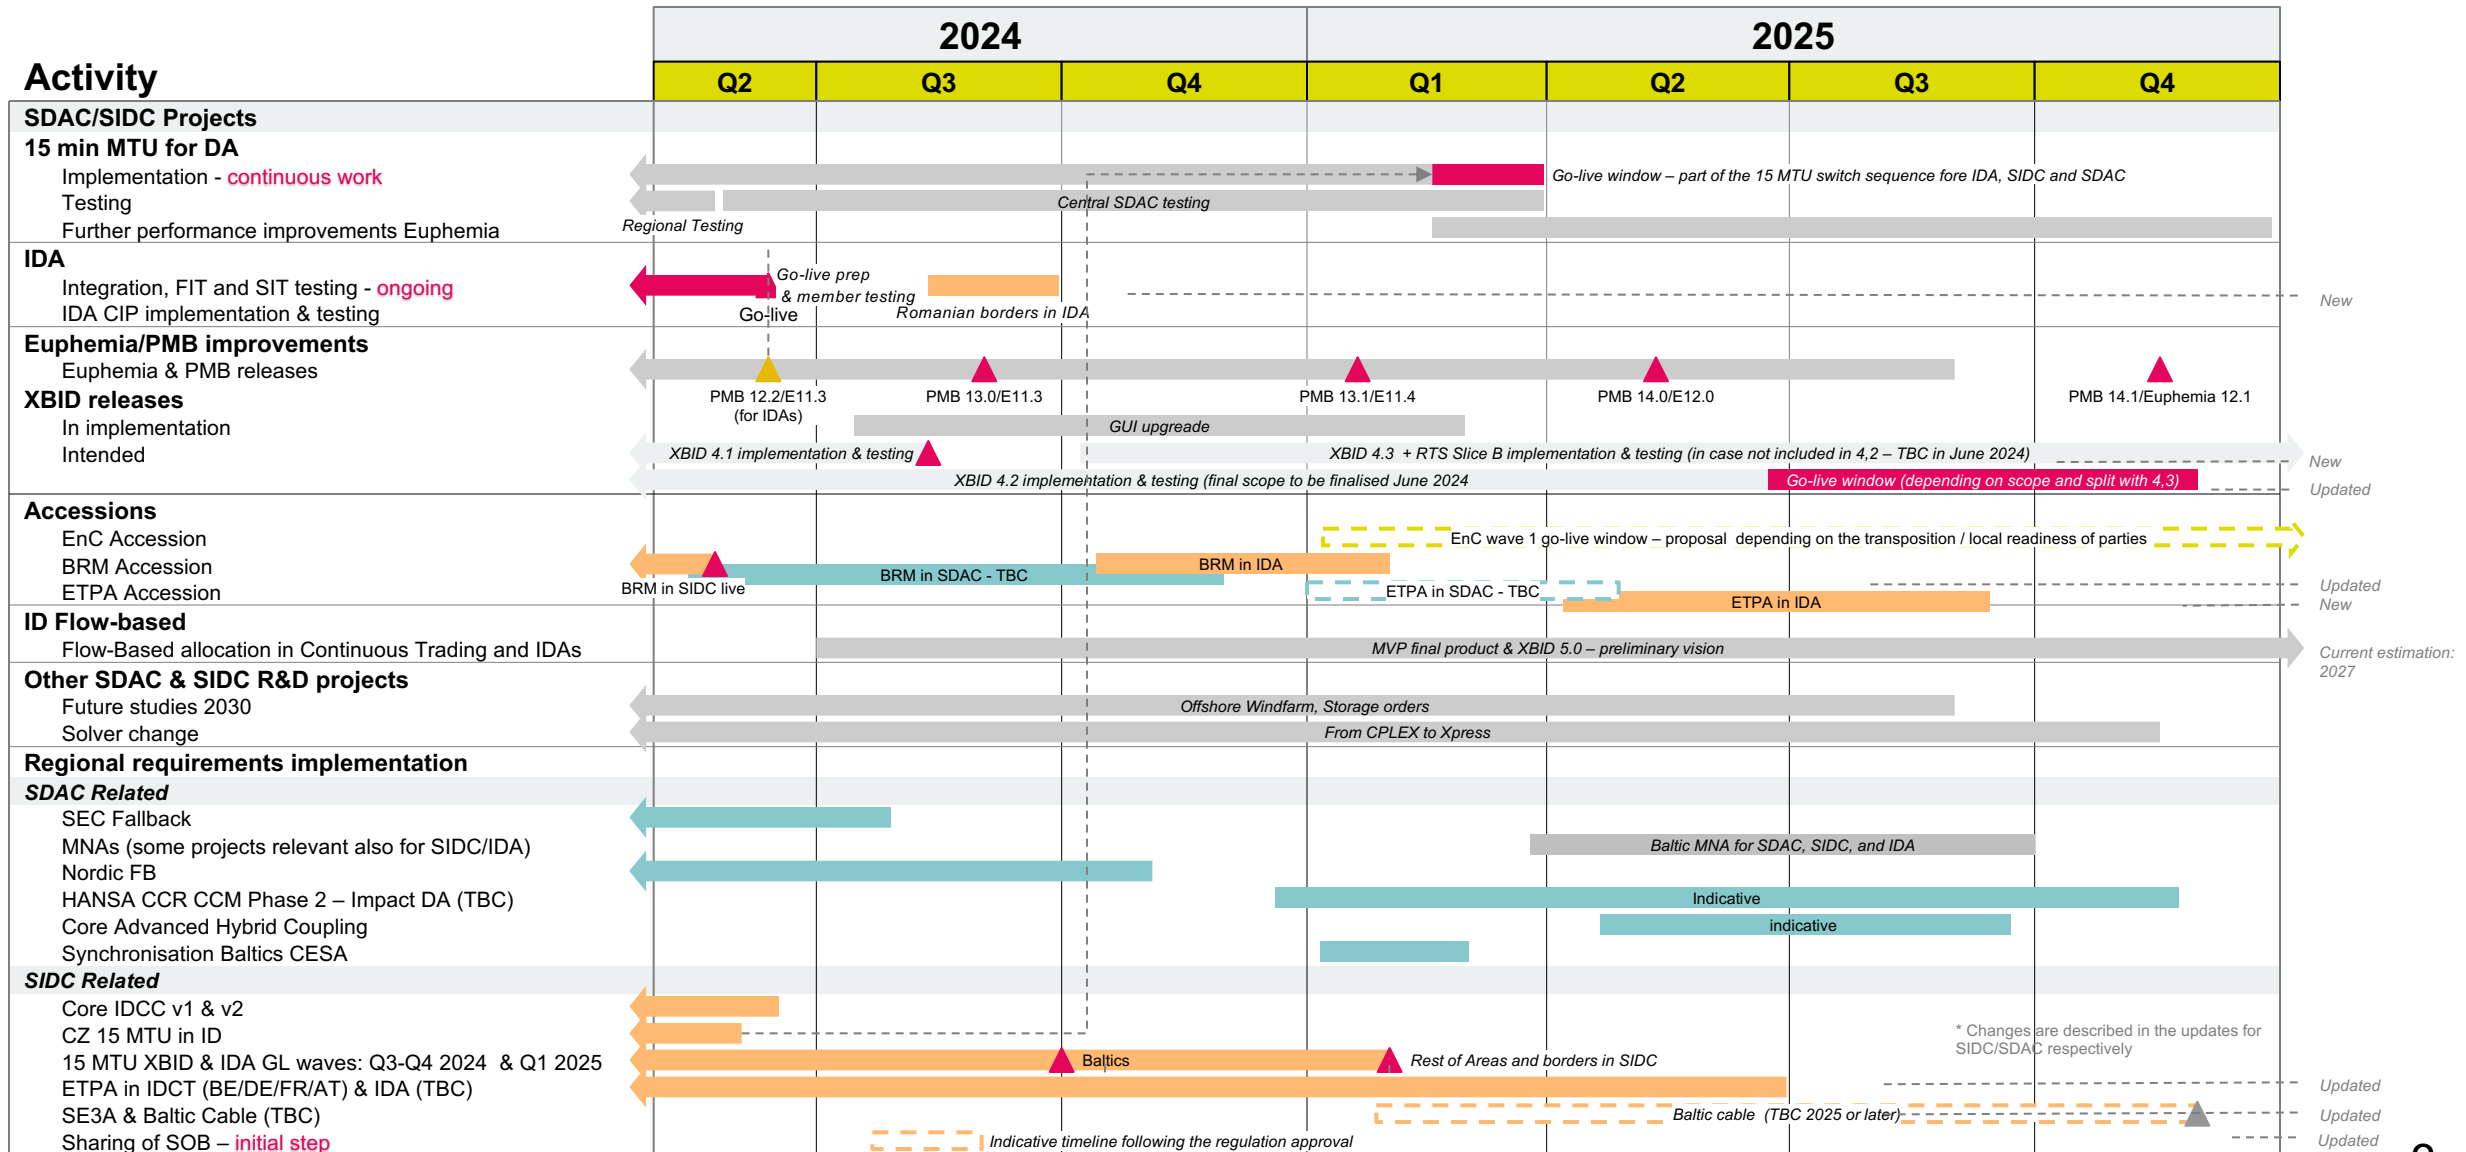 2024 2025
Activity Q2 Q3 Q4 Q1 Q2 Q3 Q4
SDAC/SIDC Projects
15 min MTU for DA
Implementation - continuous work Go-live window – part of the 15 MTU switch sequence fore IDA, SIDC and SDAC
Testing Central SDAC testing
Regional Testing
Further performance improvements Euphemia
IDA
Go-live prep
Integration, FIT and SIT testing - ongoing & member testing New
IDA CIP implementation & testing Go-live Romanian borders in IDA
Euphemia/PMB improvements
Euphemia & PMB releases
XBID releases PMB 12.2/E11.3 PMB 13.0/E11.3 PMB 13.1/E11.4 PMB 14.0/E12.0 PMB 14.1/Euphemia 12.1
(for IDAs)
In implementation GUI upgreade
Intended XBID 4.1 implementation & testing XBID 4.3 + RTS Slice B implementation & testing (in case not included in 4,2 – TBC in June 2024) New
XBID 4.2 implementation & testing (final scope to be finalised June 2024 Go-live window (depending on scope and split with 4,3) Updated
Accessions
EnC Accession EnC wave 1 go-live window – proposal depending on the transposition / local readiness of parties
BRM Accession BRM in SDAC - TBC BRM in IDA
BRM in SIDC live Updated
ETPA Accession ETPA in SDAC - TBC ETPA in IDA New
ID Flow-based
Flow-Based allocation in Continuous Trading and IDAs MVP final product & XBID 5.0 – preliminary vision Current estimation:
2027
Other SDAC & SIDC R&D projects
Future studies 2030 Offshore Windfarm, Storage orders
Solver change From CPLEX to Xpress
Regional requirements implementation
SDAC Related
SEC Fallback
MNAs (some projects relevant also for SIDC/IDA) Baltic MNA for SDAC, SIDC, and IDA
Nordic FB
HANSA CCR CCM Phase 2 – Impact DA (TBC) Indicative
Core Advanced Hybrid Coupling indicative
Synchronisation Baltics CESA
SIDC Related
Core IDCC v1 & v2
CZ 15 MTU in ID
* Changes are described in the updates for
SIDC/SDAC respectively
15 MTU XBID & IDA GL waves: Q3-Q4 2024 & Q1 2025 Baltics Rest of Areas and borders in SIDC
ETPA in IDCT (BE/DE/FR/AT) & IDA (TBC) Updated
SE3A & Baltic Cable (TBC) Baltic cable (TBC 2025 or later) Updated
Sharing of SOB – initial step Indicative timeline following the regulation approval Updated